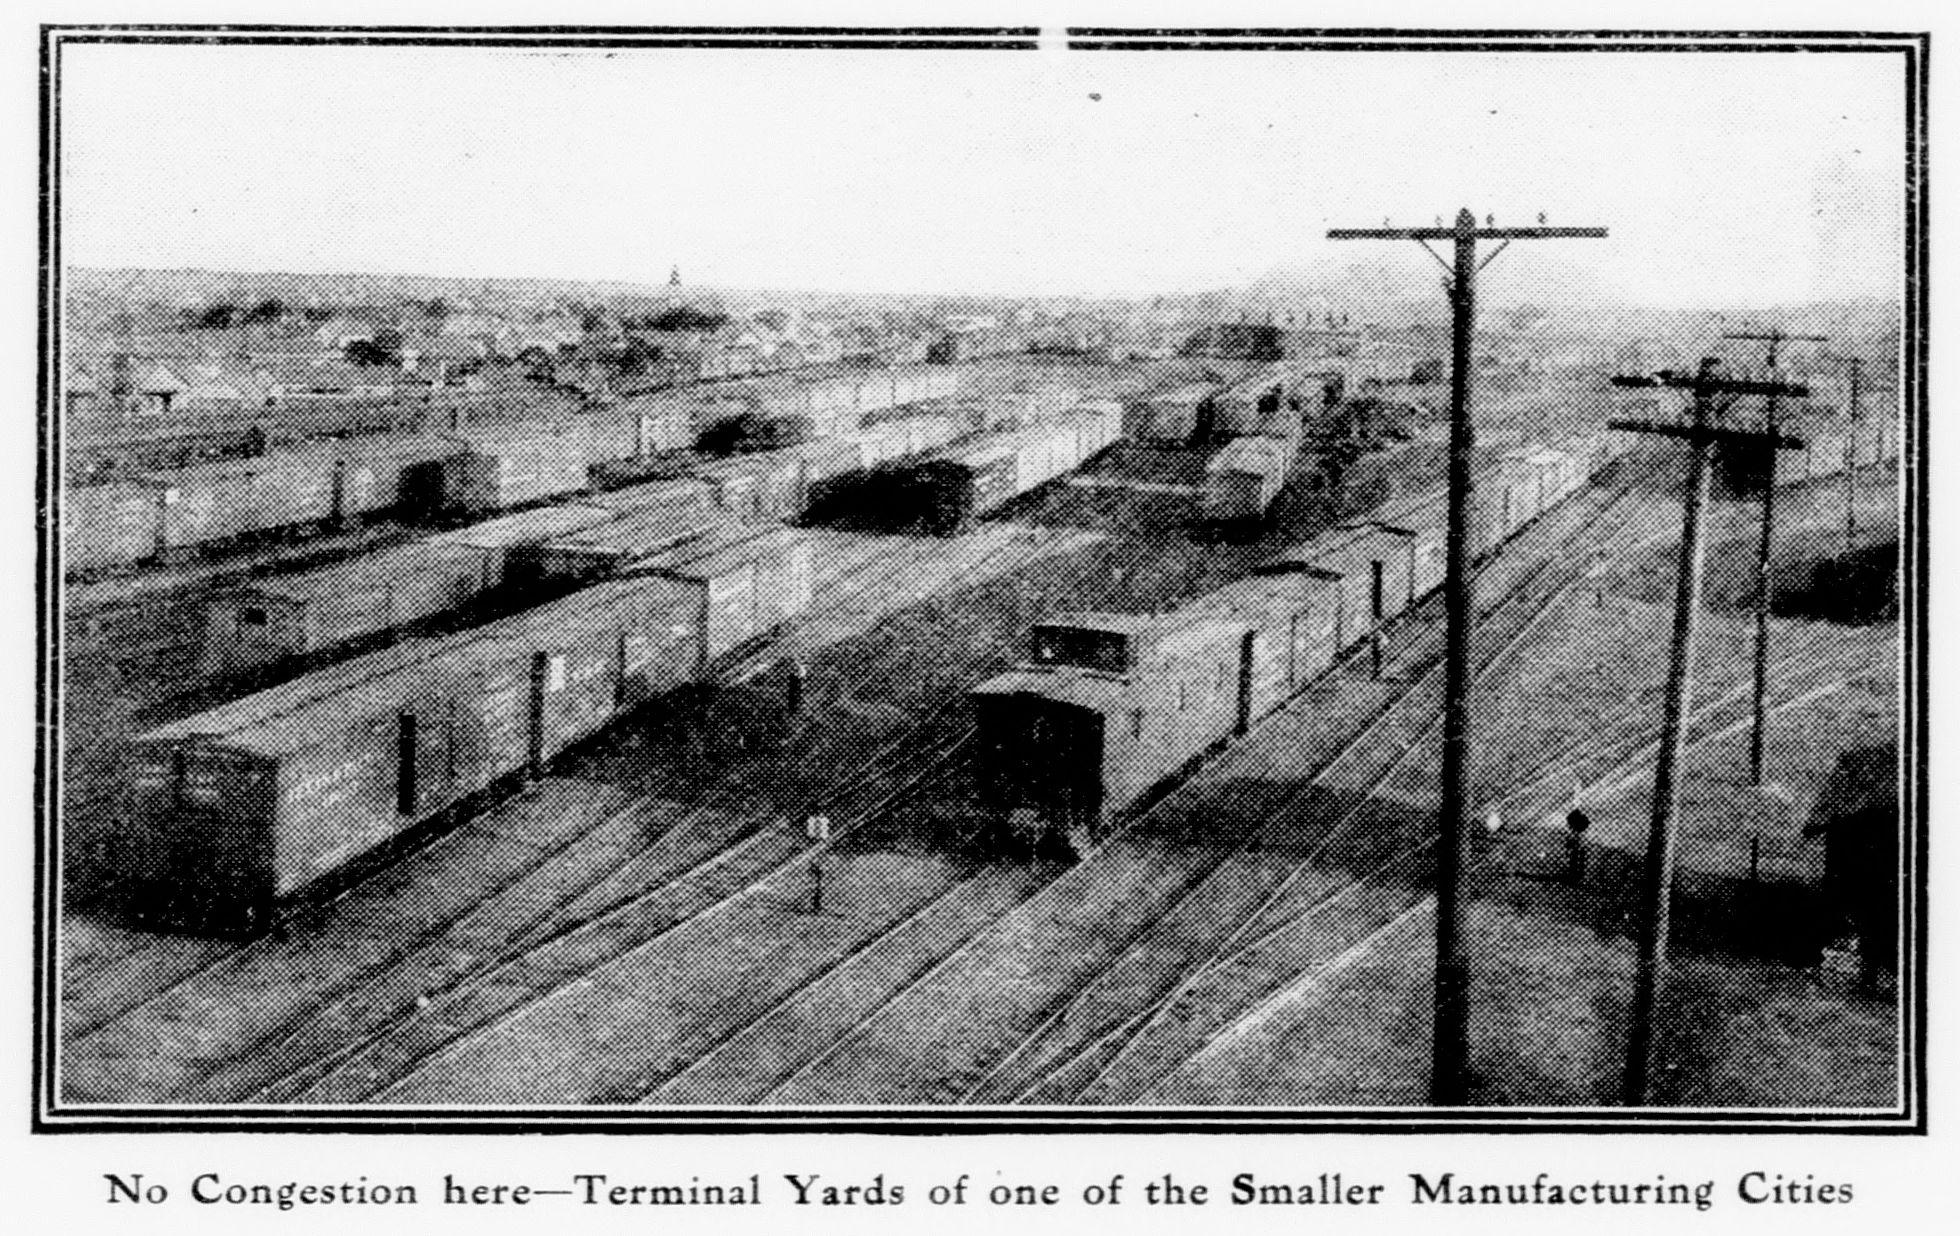 No Congestion here—Terminal Yards of one of the Smaller Manufacturing Cities